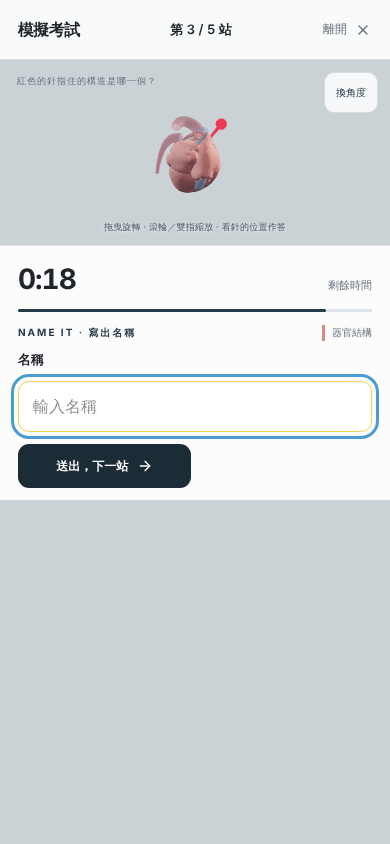 模擬考試
第 3 / 5 站
離開
紅色的針指住的構造是哪一個？
換角度
拖曳旋轉 · 滾輪／雙指縮放 · 看針的位置作答
0:18
剩餘時間
NAME IT · 寫出名稱
器官結構
名稱
輸入名稱
送出，下一站 →